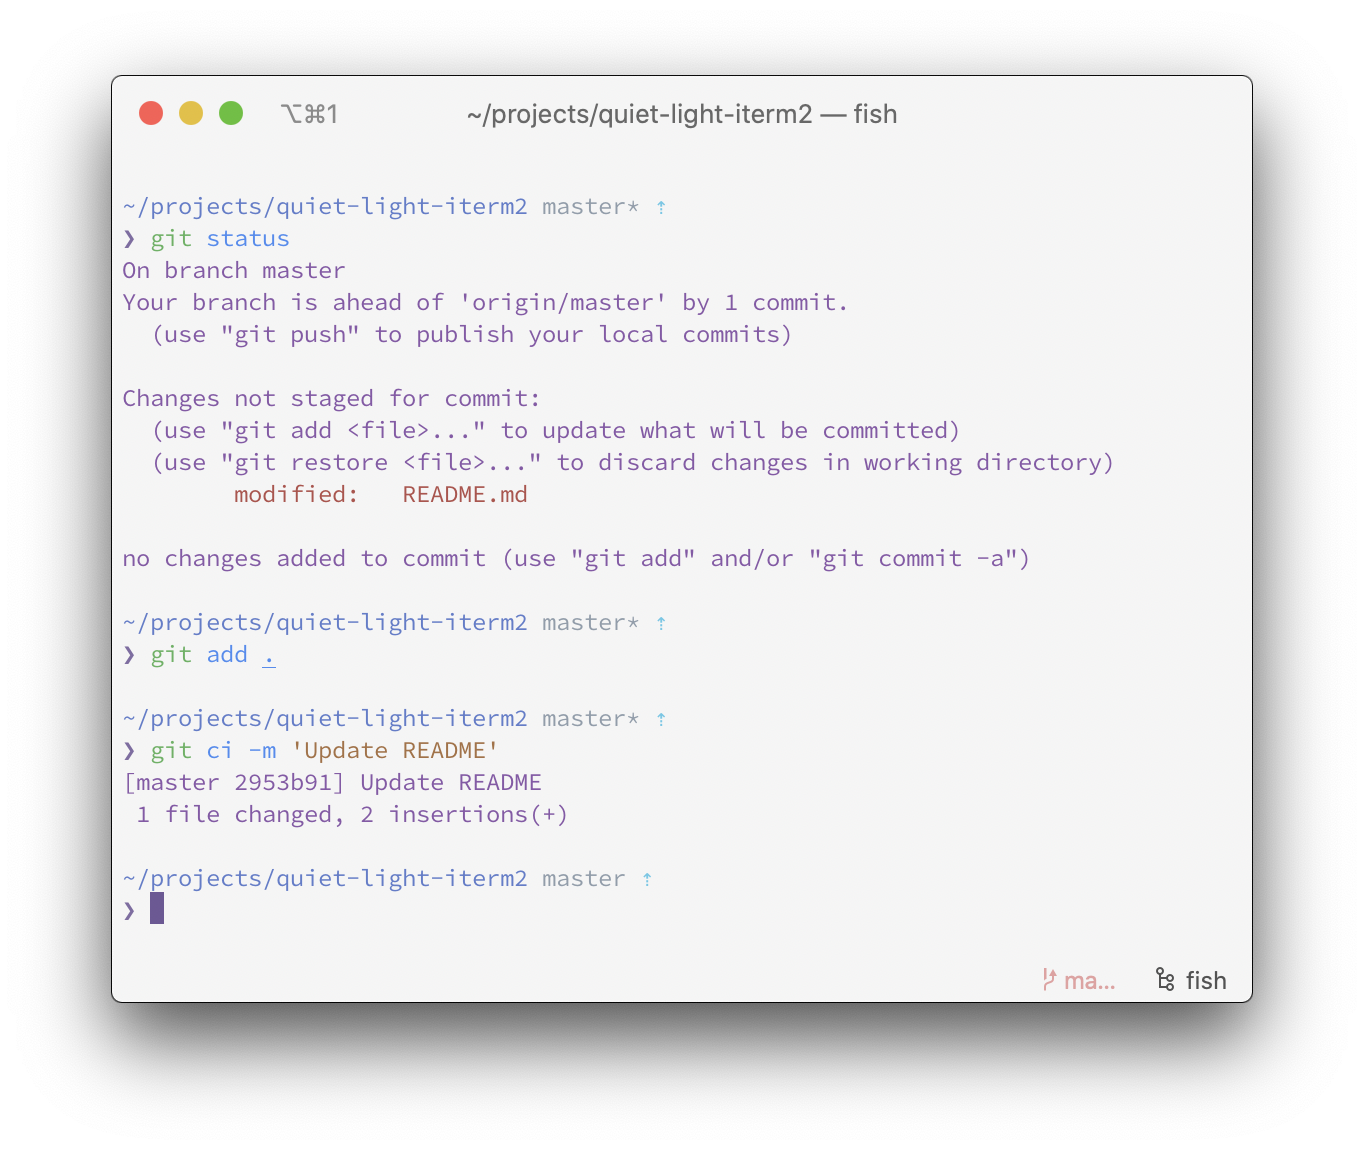 ⌥⌘1 ~/projects/quiet-light-iterm2 — fish
~/projects/quiet-light-iterm2 master* ⇡
❯ git status
On branch master
Your branch is ahead of 'origin/master' by 1 commit.
  (use "git push" to publish your local commits)
Changes not staged for commit:
  (use "git add <file>..." to update what will be committed)
  (use "git restore <file>..." to discard changes in working directory)
        modified:   README.md
no changes added to commit (use "git add" and/or "git commit -a")
~/projects/quiet-light-iterm2 master* ⇡
❯ git add .
~/projects/quiet-light-iterm2 master* ⇡
❯ git ci -m 'Update README'
[master 2953b91] Update README
 1 file changed, 2 insertions(+)
~/projects/quiet-light-iterm2 master ⇡
❯
ma... fish